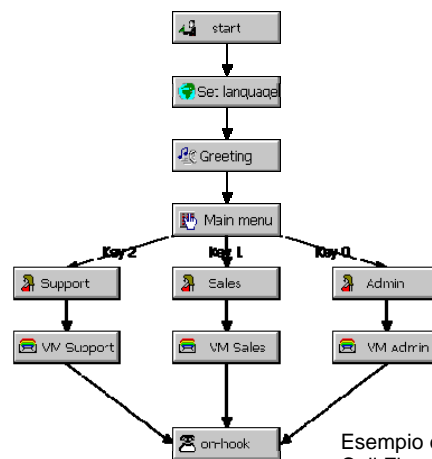 start
Set language
Greeting
Main menu
Key 2 Key 1 Key 0
Support Sales Admin
VM Support VM Sales VM Admin
on-hook
Esempio